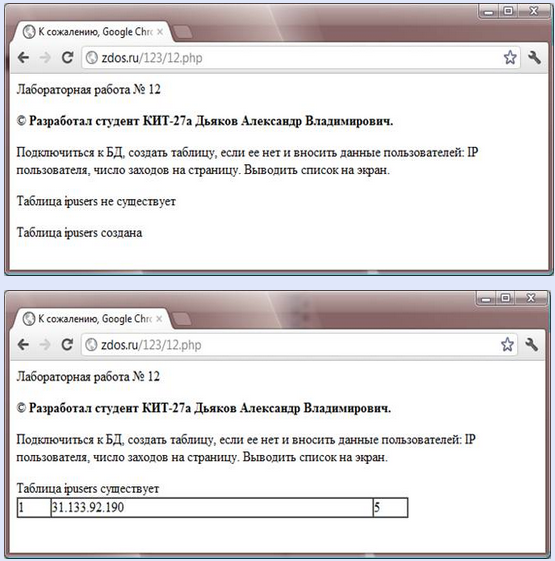 К сожалению, Google Chro
zdos.ru/123/12.php
Лабораторная работа № 12
© Разработал студент КИТ-27а Дьяков Александр Владимирович.
Подключиться к БД, создать таблицу, если ее нет и вносить данные пользователей: IP
пользователя, число заходов на страницу. Выводить список на экран.
Таблица ipusers не существует
Таблица ipusers создана
К сожалению, Google Chro
zdos.ru/123/12.php
Лабораторная работа № 12
© Разработал студент КИТ-27а Дьяков Александр Владимирович.
Подключиться к БД, создать таблицу, если ее нет и вносить данные пользователей: IP
пользователя, число заходов на страницу. Выводить список на экран.
Таблица ipusers существует
1 31.133.92.190 5